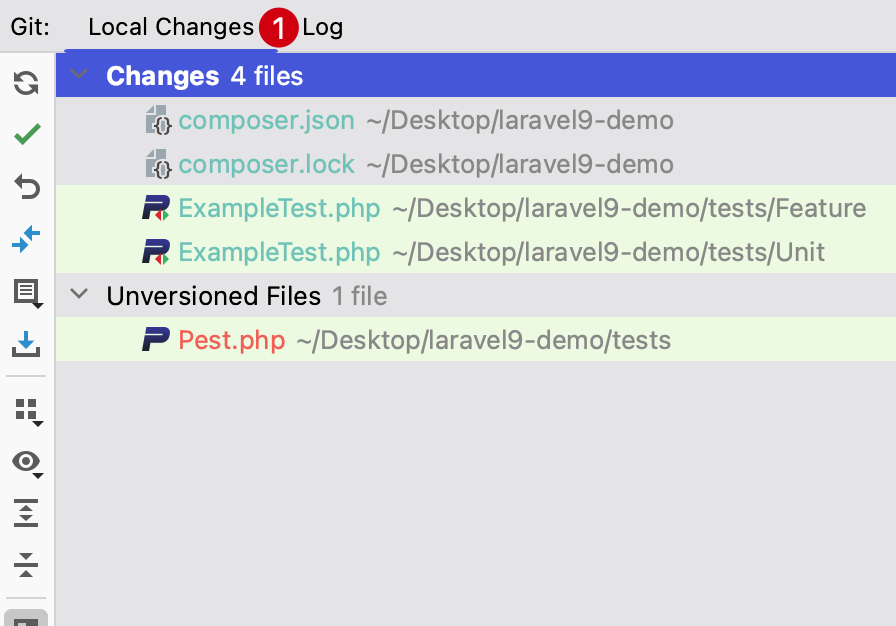 Git: Local Changes 1 Log
Changes 4 files
composer.json ~/Desktop/laravel9-demo
composer.lock ~/Desktop/laravel9-demo
ExampleTest.php ~/Desktop/laravel9-demo/tests/Feature
ExampleTest.php ~/Desktop/laravel9-demo/tests/Unit
Unversioned Files 1 file
Pest.php ~/Desktop/laravel9-demo/tests